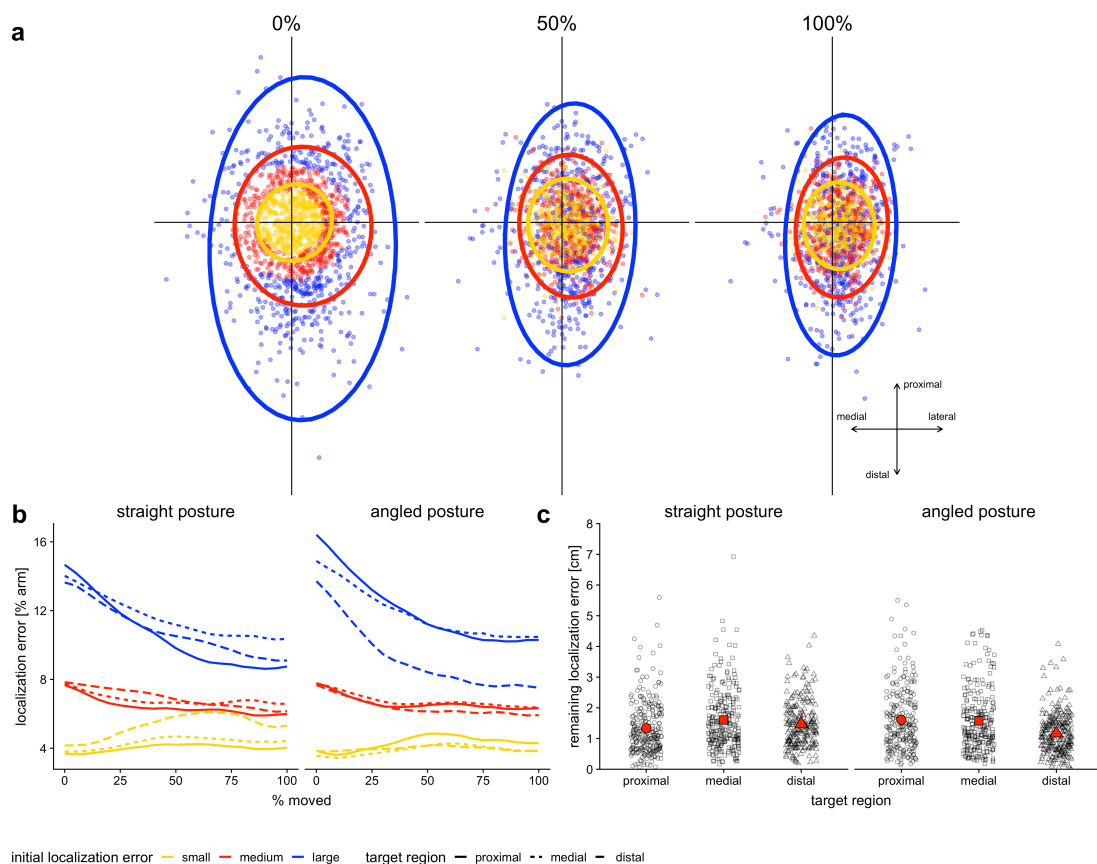 a
0%
50%
100%
proximal
medial
lateral
distal
b
straight posture
angled posture
localization error [% arm]
16
12
8
4
0
25
50
75
100
0
25
50
75
100
% moved
c
straight posture
angled posture
remaining localization error [cm]
8
7
6
5
4
3
2
1
0
proximal
medial
distal
proximal
medial
distal
target region
initial localization error small medium large target region proximal medial distal